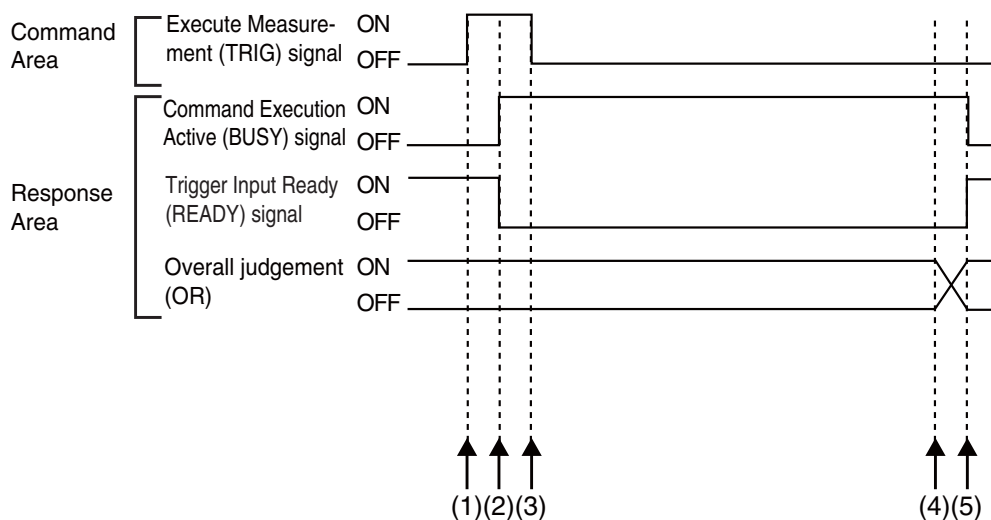 Command
Area
Execute Measure-
ment (TRIG) signal
ON
OFF
Response
Area
Command Execution
Active (BUSY) signal
ON
OFF
Trigger Input Ready
(READY) signal
ON
OFF
Overall judgement
(OR)
ON
OFF
(1)(2)(3)
(4)(5)